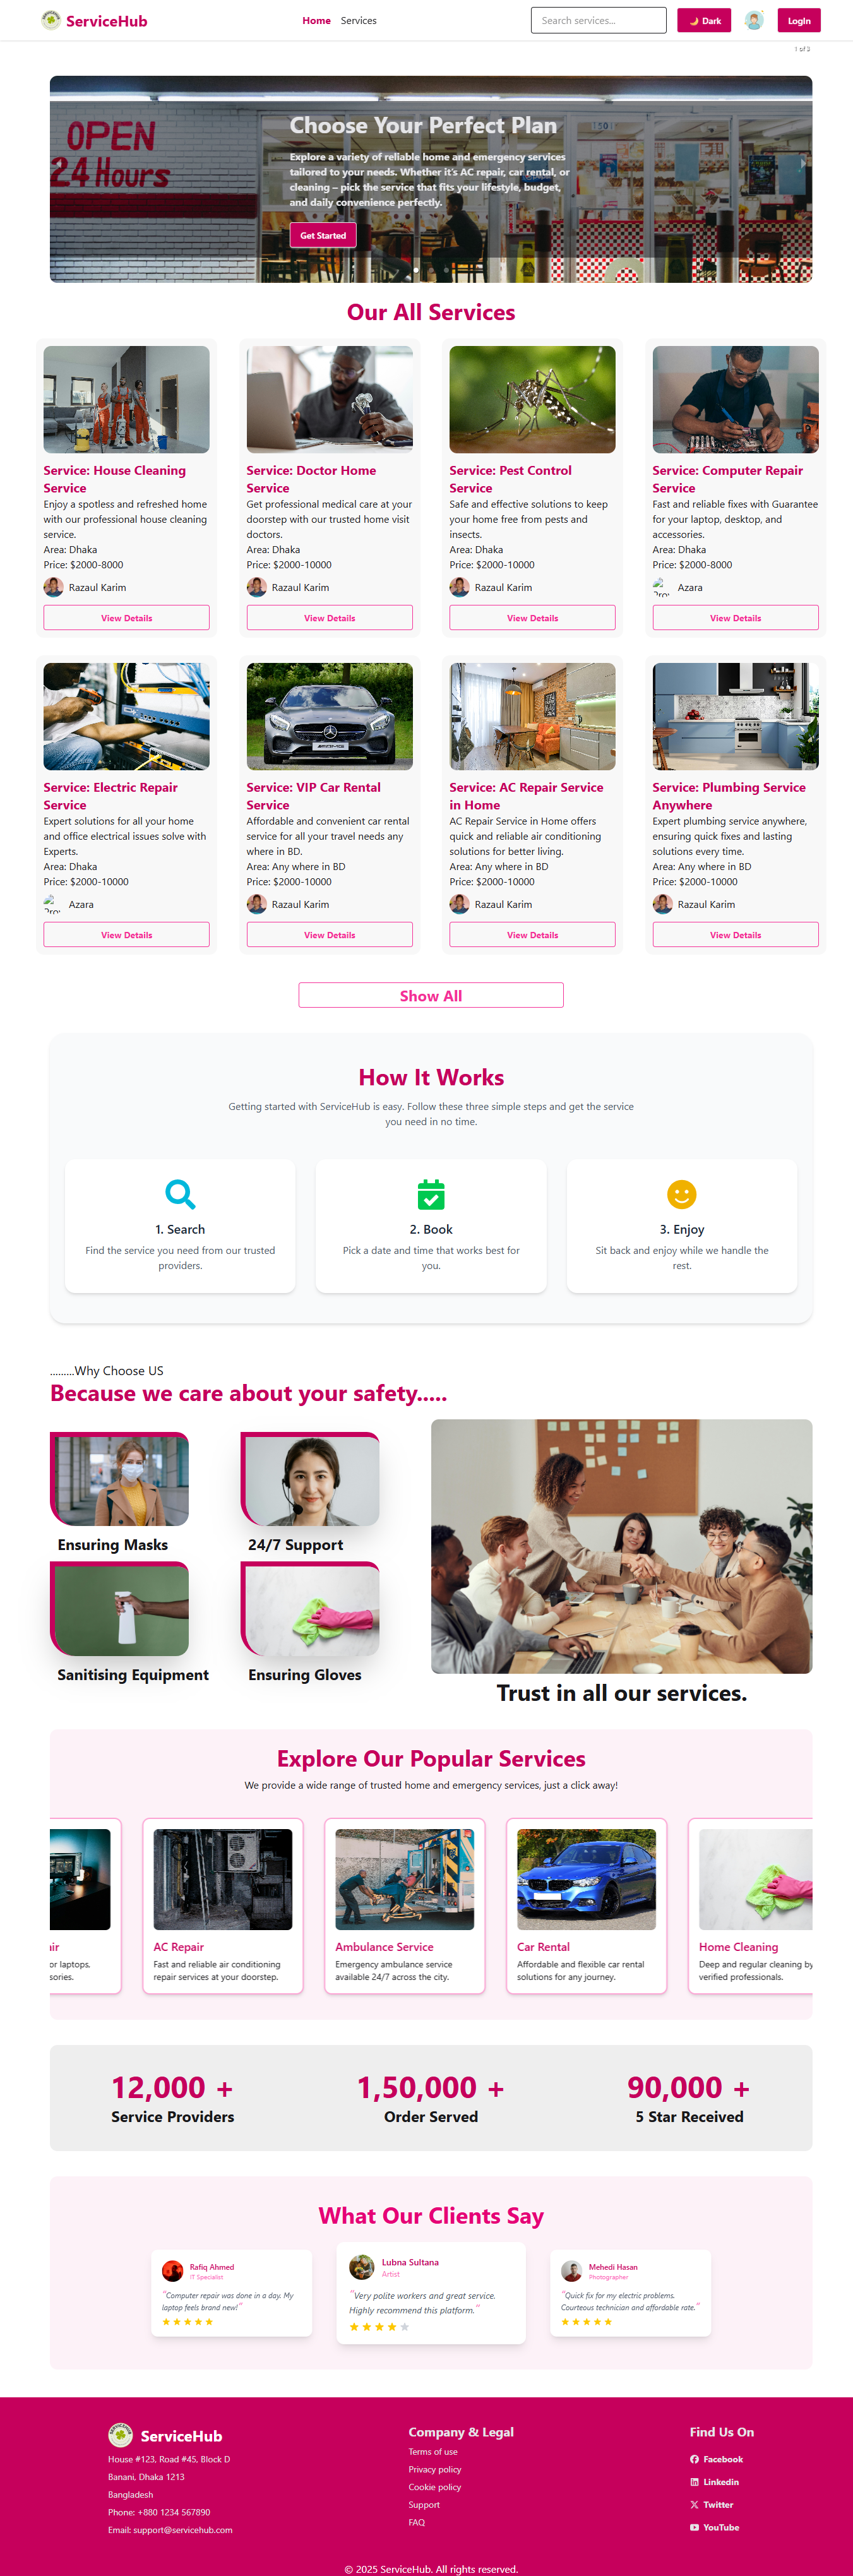 ServiceHub
Home Services
Search services...
Dark
LogIn
1 of 3
OPEN
24 Hours
Choose Your Perfect Plan
Explore a variety of reliable home and emergency services
tailored to your needs. Whether it's AC repair, car rental, or
cleaning – pick the service that fits your lifestyle, budget,
and daily convenience perfectly.
Get Started
Our All Services
Service: House Cleaning
Service
Enjoy a spotless and refreshed home
with our professional house cleaning
service.
Area: Dhaka
Price: $2000-8000
Razaul Karim
View Details
Service: Doctor Home
Service
Get professional medical care at your
doorstep with our trusted home visit
doctors.
Area: Dhaka
Price: $2000-10000
Razaul Karim
View Details
Service: Pest Control
Service
Safe and effective solutions to keep
your home free from pests and
insects.
Area: Dhaka
Price: $2000-10000
Razaul Karim
View Details
Service: Computer Repair
Service
Fast and reliable fixes with Guarantee
for your laptop, desktop, and
accessories.
Area: Dhaka
Price: $2000-8000
Azara
View Details
Service: Electric Repair
Service
Expert solutions for all your home
and office electrical issues solve with
Experts.
Area: Dhaka
Price: $2000-10000
Azara
View Details
Service: VIP Car Rental
Service
Affordable and convenient car rental
service for all your travel needs any
where in BD.
Area: Any where in BD
Price: $2000-10000
Razaul Karim
View Details
Service: AC Repair Service
in Home
AC Repair Service in Home offers
quick and reliable air conditioning
solutions for better living.
Area: Any where in BD
Price: $2000-10000
Razaul Karim
View Details
Service: Plumbing Service
Anywhere
Expert plumbing service anywhere,
ensuring quick fixes and lasting
solutions every time.
Area: Any where in BD
Price: $2000-10000
Razaul Karim
View Details
Show All
How It Works
Getting started with ServiceHub is easy. Follow these three simple steps and get the service
you need in no time.
1. Search
Find the service you need from our trusted
providers.
2. Book
Pick a date and time that works best for
you.
3. Enjoy
Sit back and enjoy while we handle the
rest.
.........Why Choose US
Because we care about your safety.....
Ensuring Masks
24/7 Support
Sanitising Equipment
Ensuring Gloves
Trust in all our services.
Explore Our Popular Services
We provide a wide range of trusted home and emergency services, just a click away!
air
or laptops,
sories.
AC Repair
Fast and reliable air conditioning
repair services at your doorstep.
Ambulance Service
Emergency ambulance service
available 24/7 across the city.
Car Rental
Affordable and flexible car rental
solutions for any journey.
Home Cleaning
Deep and regular cleaning by
verified professionals.
12,000 +
Service Providers
1,50,000 +
Order Served
90,000 +
5 Star Received
What Our Clients Say
Rafiq Ahmed
IT Specialist
"Computer repair was done in a day. My
laptop feels brand new!"
Lubna Sultana
Artist
"Very polite workers and great service.
Highly recommend this platform."
Mehedi Hasan
Photographer
"Quick fix for my electric problems.
Courteous technician and affordable rate."
ServiceHub
House #123, Road #45, Block D
Banani, Dhaka 1213
Bangladesh
Phone: +880 1234 567890
Email: support@servicehub.com
Company & Legal
Terms of use
Privacy policy
Cookie policy
Support
FAQ
Find Us On
Facebook
Linkedin
Twitter
YouTube
© 2025 ServiceHub. All rights reserved.